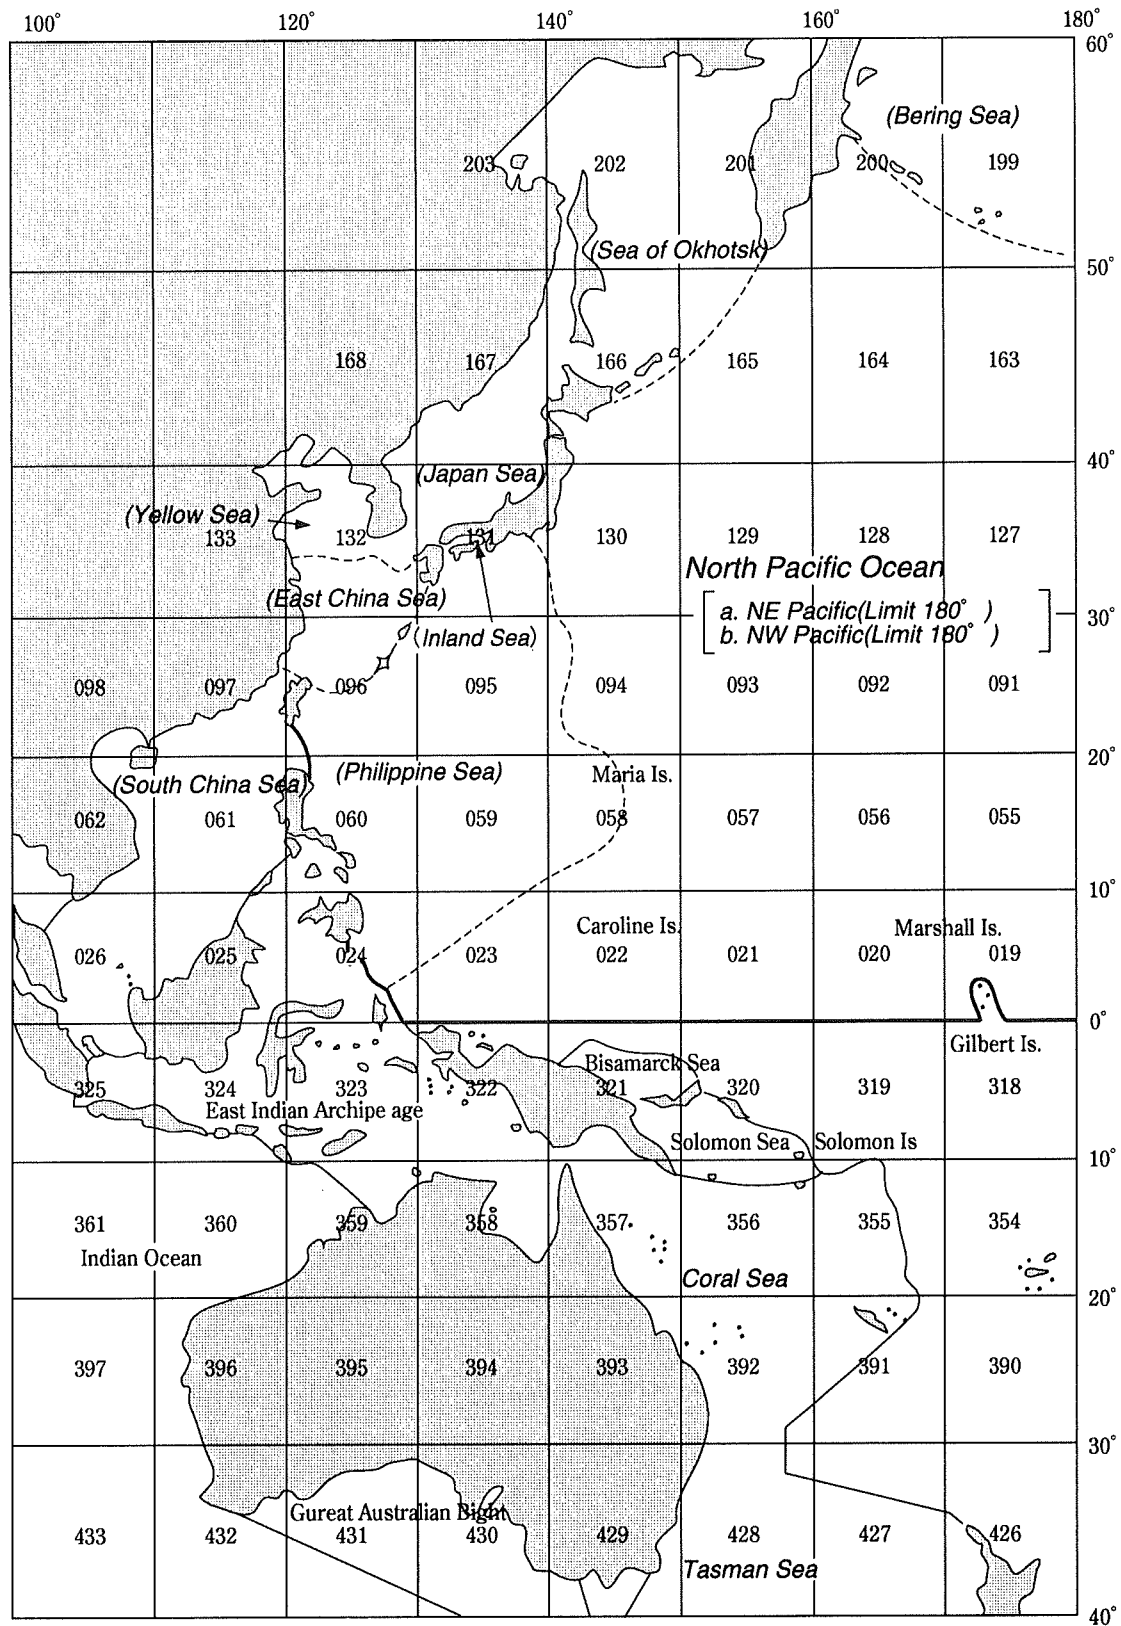 100° 120° 140° 160° 180°
60°
(Bering Sea)
203 202 201 200 199
(Sea of Okhotsk)
50°
168 167 166 165 164 163
40°
(Japan Sea)
(Yellow Sea)
133 132 131 130 129 128 127
North Pacific Ocean
(East China Sea)
a. NE Pacific(Limit 180° )
30°
(Inland Sea)
b. NW Pacific(Limit 180° )
098 097 096 095 094 093 092 091
20°
(Philippine Sea)
Maria Is.
(South China Sea)
062 061 060 059 058 057 056 055
10°
Caroline Is.
Marshall Is.
026 025 024 023 022 021 020 019
0°
Gilbert Is.
Bisamarck Sea
325 324 323 322 321 320 319 318
East Indian Archipe age
Solomon Sea
Solomon Is
10°
361 360 359 358 357 356 355 354
Indian Ocean
Coral Sea
20°
397 396 395 394 393 392 391 390
30°
Gureat Australian Bight
433 432 431 430 429 428 427 426
Tasman Sea
40°